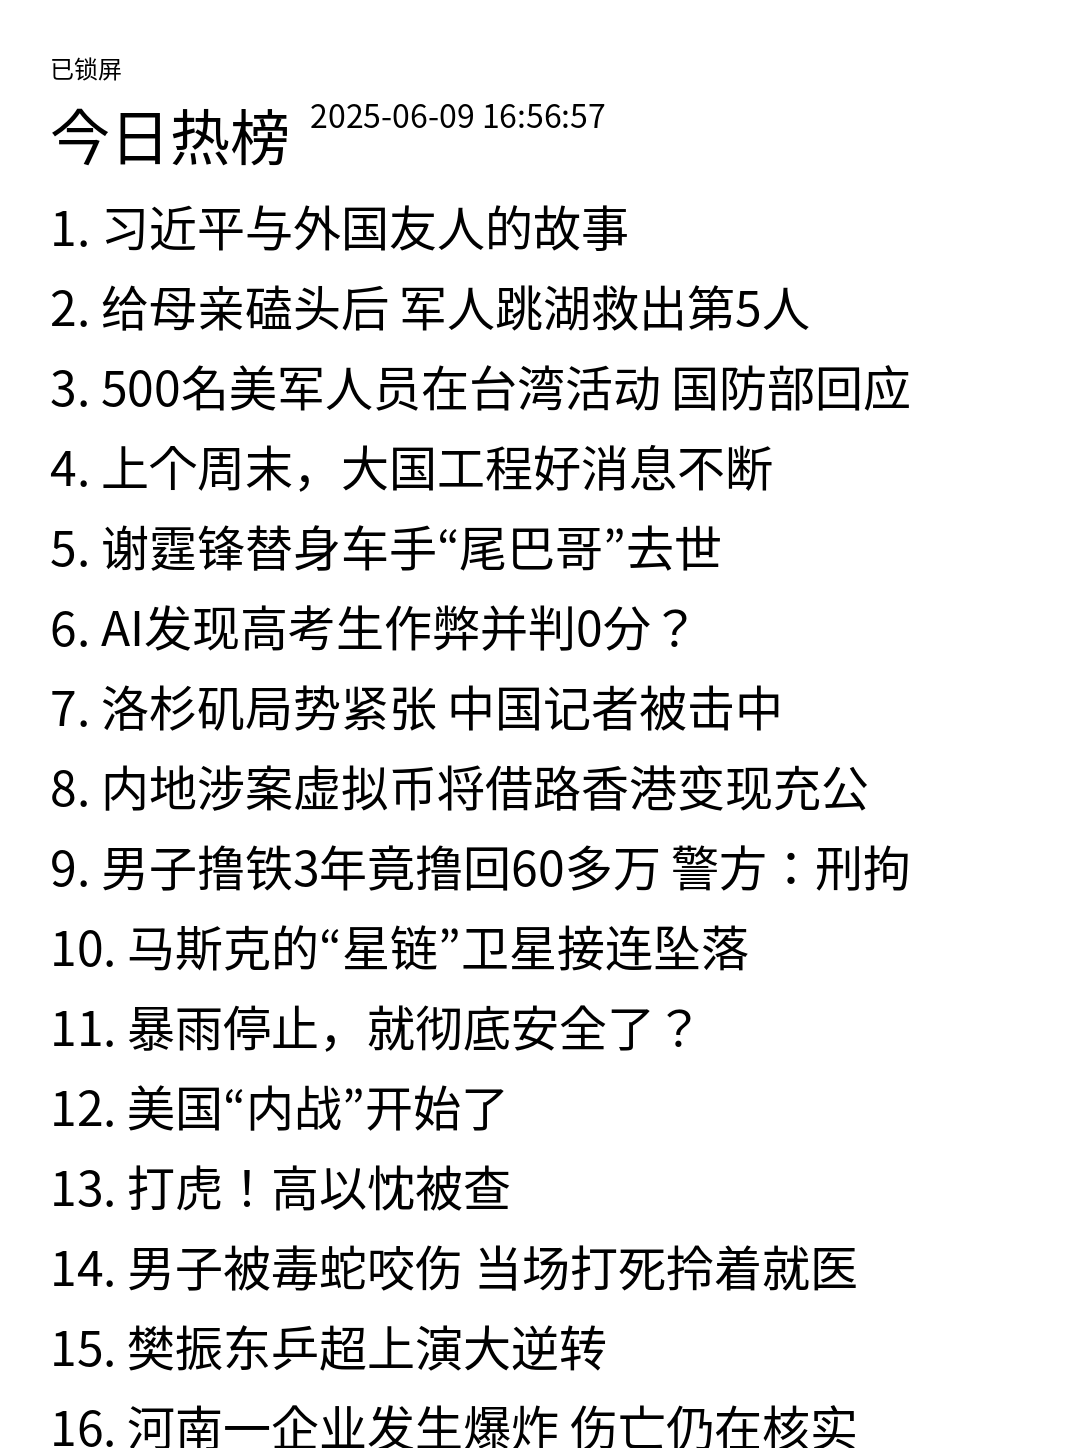 已锁屏
今日热榜 2025-06-09 16:56:57
1. 习近平与外国友人的故事
2. 给母亲磕头后 军人跳湖救出第5人
3. 500名美军人员在台湾活动 国防部回应
4. 上个周末，大国工程好消息不断
5. 谢霆锋替身车手“尾巴哥”去世
6. AI发现高考生作弊并判0分？
7. 洛杉矶局势紧张 中国记者被击中
8. 内地涉案虚拟币将借路香港变现充公
9. 男子撸铁3年竟撸回60多万 警方：刑拘
10. 马斯克的“星链”卫星接连坠落
11. 暴雨停止，就彻底安全了？
12. 美国“内战”开始了
13. 打虎！高以忱被查
14. 男子被毒蛇咬伤 当场打死拎着就医
15. 樊振东乒超上演大逆转
16. 河南一企业发生爆炸 伤亡仍在核实